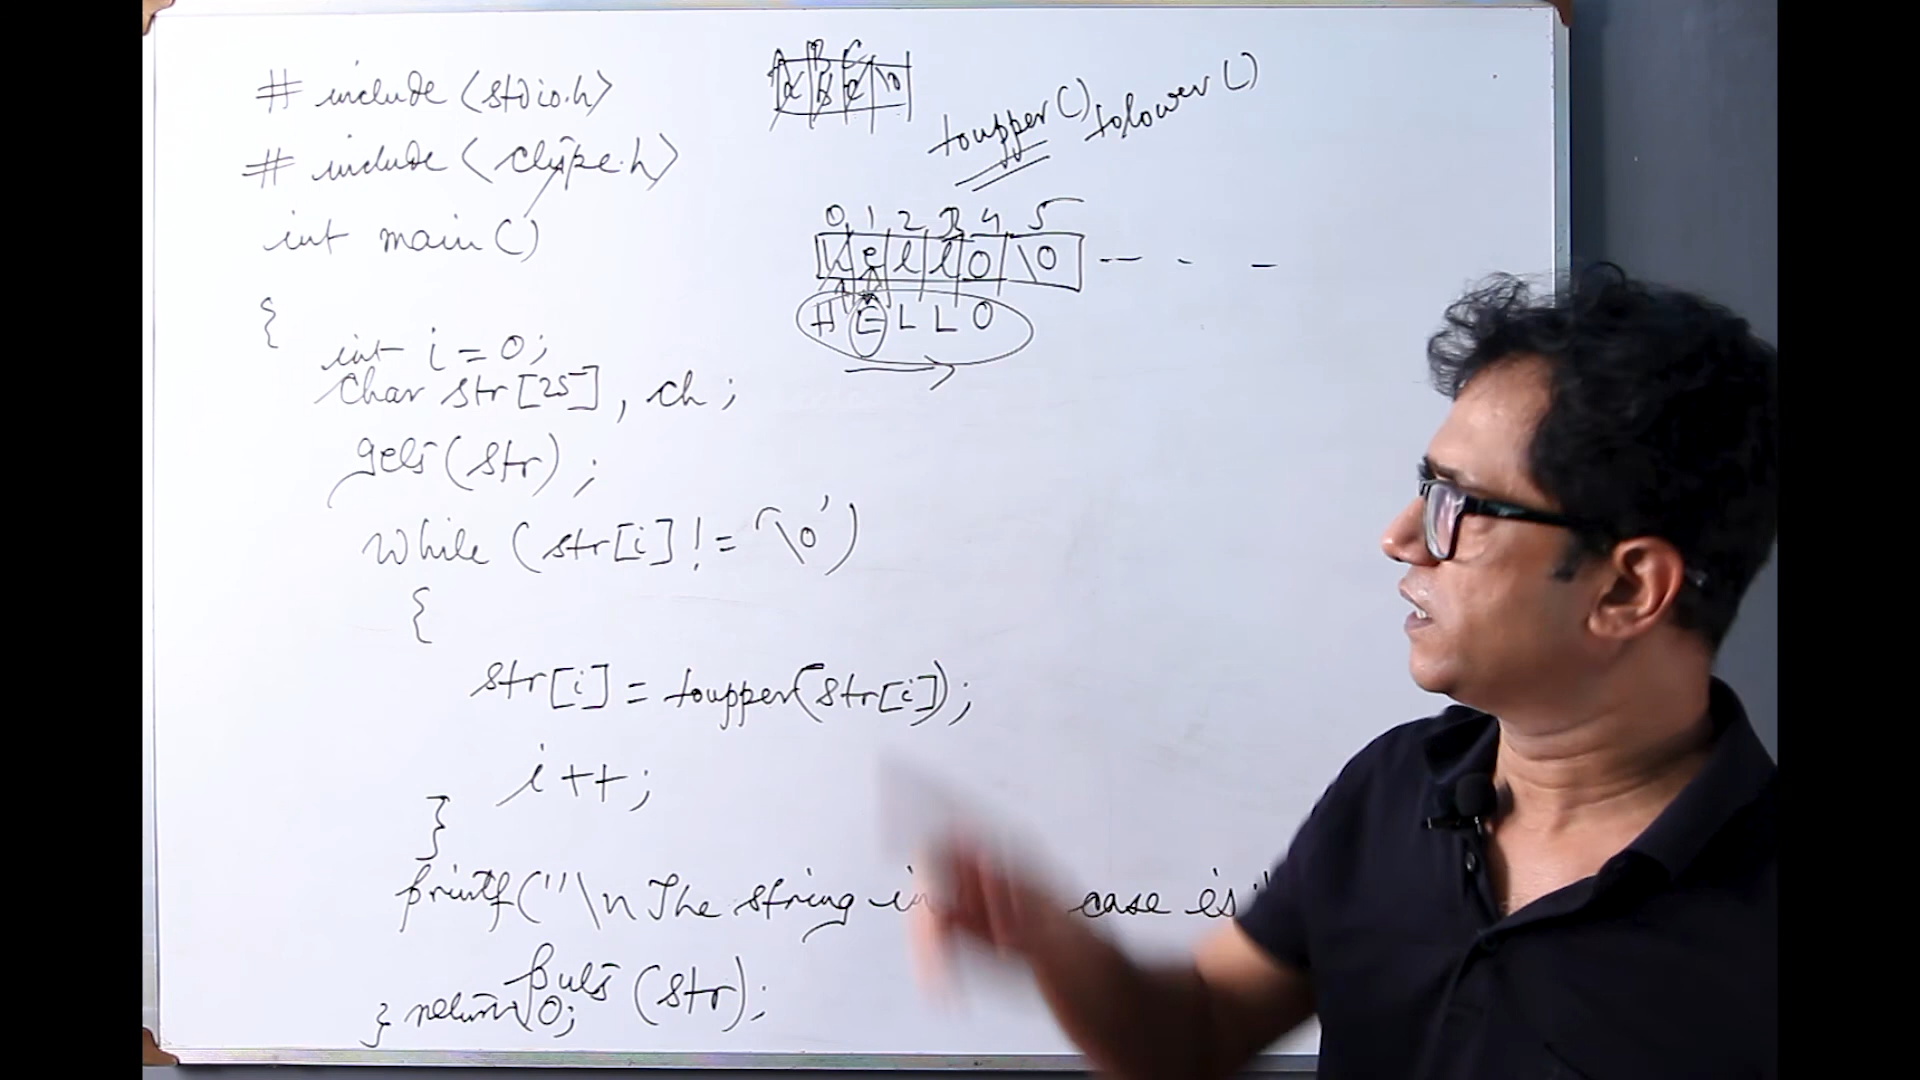 #include <stdio.h>
#include <ctype.h>
int main()
{
int i = 0;
char str[25], ch;
gets(str);
while (str[i] != '\0')
{
str[i] = toupper(str[i]);
i++;
}
printf("\n The string in case is"
puts(str);
} return 0;
A B C
a b c \0
toupper() tolower()
0 1 2 3 4 5
h e l l o \0 -- - -
H E L L O